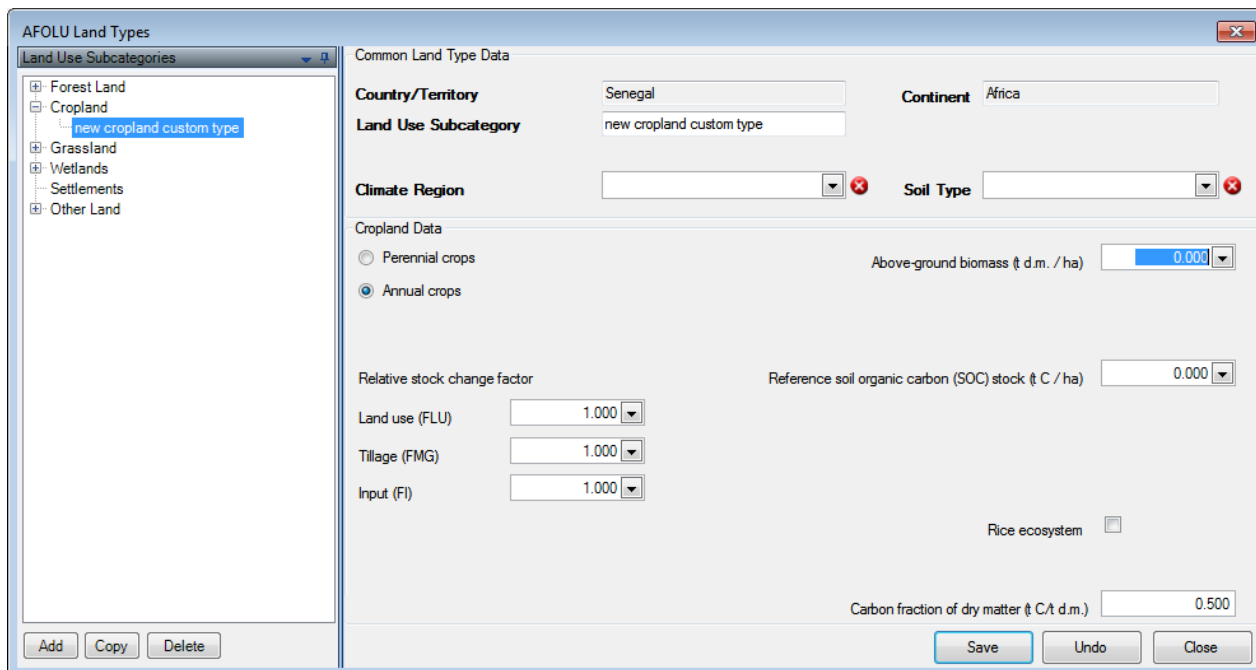 AFOLU Land Types
Land Use Subcategories
Forest Land
Cropland
new cropland custom type
Grassland
Wetlands
Settlements
Other Land
Add Copy Delete
Common Land Type Data
Country/Territory Senegal Continent Africa
Land Use Subcategory new cropland custom type
Climate Region Soil Type
Cropland Data
Perennial crops Above-ground biomass (t d.m. / ha) 0.000
Annual crops
Relative stock change factor Reference soil organic carbon (SOC) stock (t C / ha) 0.000
Land use (FLU) 1.000
Tillage (FMG) 1.000
Input (FI) 1.000
Rice ecosystem
Carbon fraction of dry matter (t C/t d.m.) 0.500
Save Undo Close